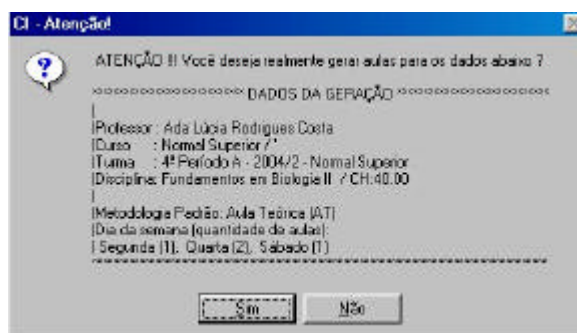 CI - Atenção!
ATENÇÃO !!! Você deseja realmente gerar aulas para os dados abaixo ?
******************** DADOS DA GERAÇÃO ********************
|
|Professor : Ada Lúcia Rodrigues Costa
|Curso : Normal Superior / '
|Turma : 4ª Período A - 2004/2 - Normal Superior
|Disciplina: Fundamentos em Biologia II / CH:40.00
|
|Metodologia Padrão: Aula Teórica (AT)
|Dia da semana (quantidade de aulas):
| Segunda (1), Quarta (2), Sábado (1)
************************************************************
Sim
Não